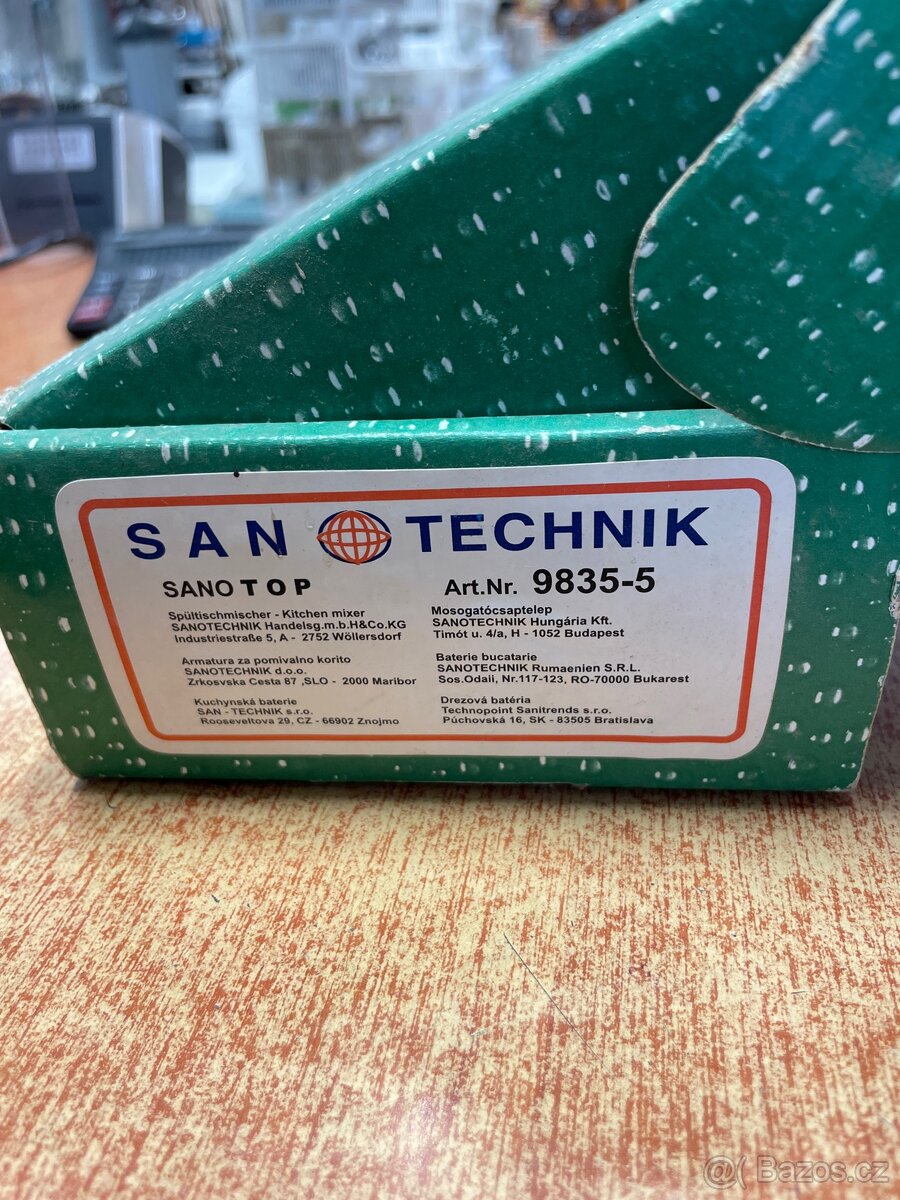 SAN TECHNIK
SANO TOP Art.Nr. 9835-5
Spültischmischer - Kitchen mixer
SANOTECHNIK Handelsg.m.b.H&Co.KG
Industriestraße 5, A - 2752 Wöllersdorf
Armatura za pomivalno korito
SANOTECHNIK d.o.o.
Zrkosvska Cesta 87 ,SLO - 2000 Maribor
Kuchynská baterie
SAN - TECHNIK s.r.o.
Rooseveltova 29, CZ - 66902 Znojmo
Mosogatócsaptelep
SANOTECHNIK Hungária Kft.
Timót u. 4/a, H - 1052 Budapest
Baterie bucatarie
SANOTECHNIK Rumaenien S.R.L.
Sos.Odaii, Nr.117-123, RO-70000 Bukarest
Drezová batéria
Technopoint Sanitrends s.r.o.
Púchovská 16, SK - 83505 Bratislava
@ Bazos.cz